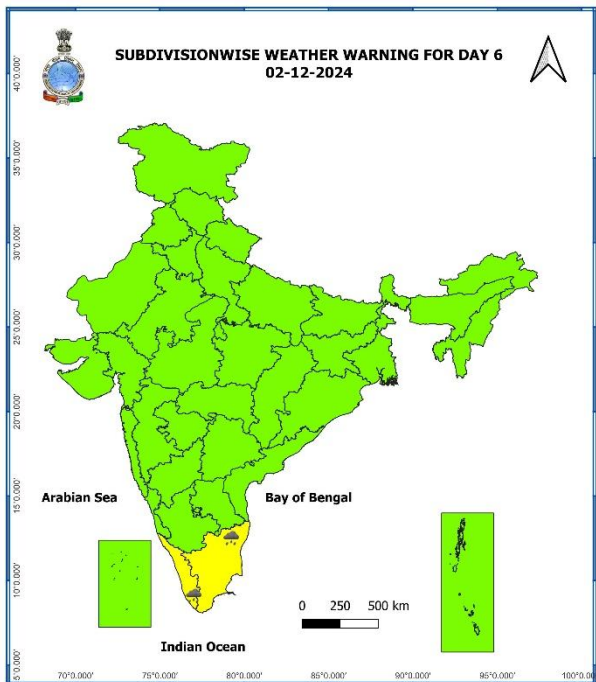 SUBDIVISIONWISE WEATHER WARNING FOR DAY 6
02-12-2024
40°0.000'
35°0.000'
30°0.000'
25°0.000'
20°0.000'
15°0.000'
10°0.000'
5°0.000'
Arabian Sea
Bay of Bengal
0 250 500 km
Indian Ocean
70°0.000' 75°0.000' 80°0.000' 85°0.000' 90°0.000' 95°0.000'